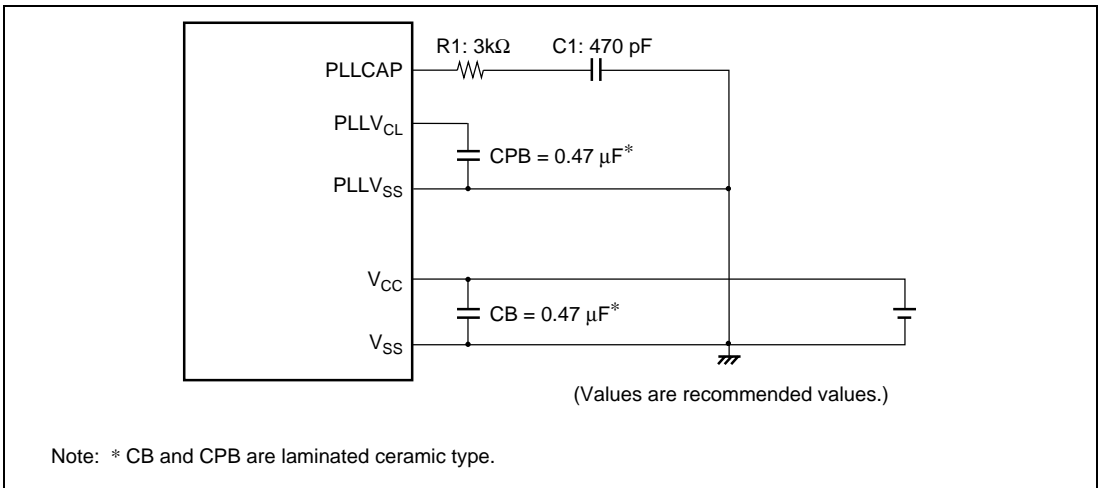 R1: 3kΩ C1: 470 pF
PLLCAP
PLLVCL
CPB = 0.47 μF*
PLLVSS
VCC
CB = 0.47 μF*
VSS
(Values are recommended values.)
Note: * CB and CPB are laminated ceramic type.